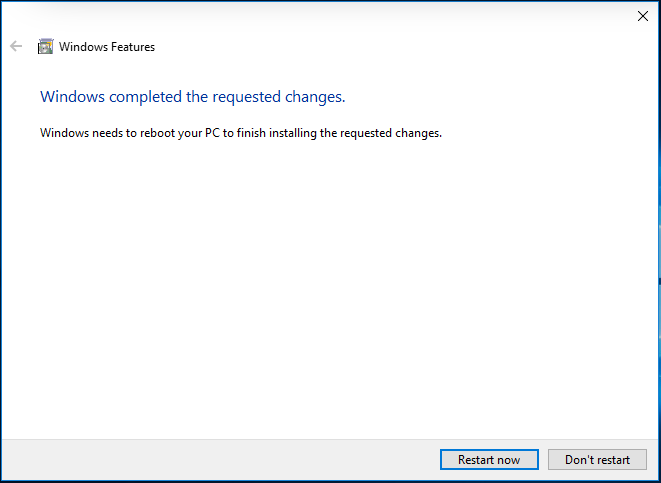 Windows Features
Windows completed the requested changes.
Windows needs to reboot your PC to finish installing the requested changes.
Restart now
Don't restart